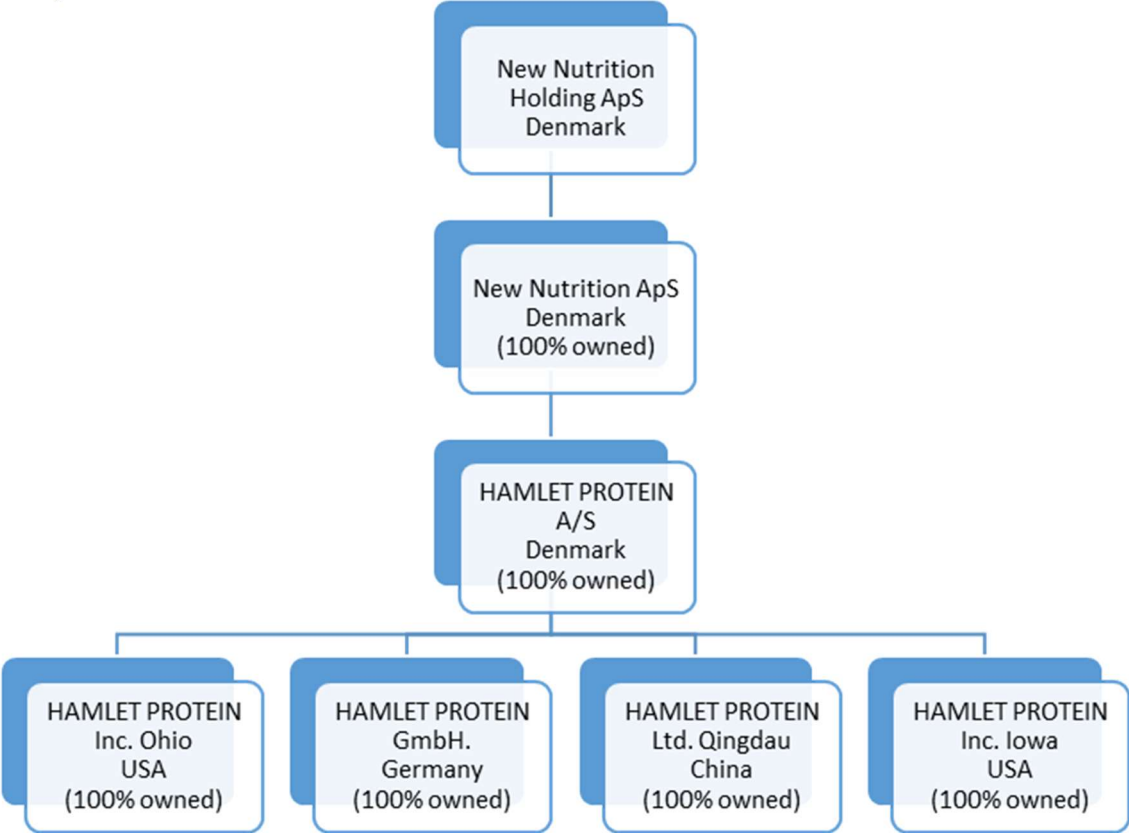 New Nutrition
Holding ApS
Denmark
New Nutrition ApS
Denmark
(100% owned)
HAMLET PROTEIN
A/S
Denmark
(100% owned)
HAMLET PROTEIN
Inc. Ohio
USA
(100% owned)
HAMLET PROTEIN
GmbH.
Germany
(100% owned)
HAMLET PROTEIN
Ltd. Qingdau
China
(100% owned)
HAMLET PROTEIN
Inc. Iowa
USA
(100% owned)